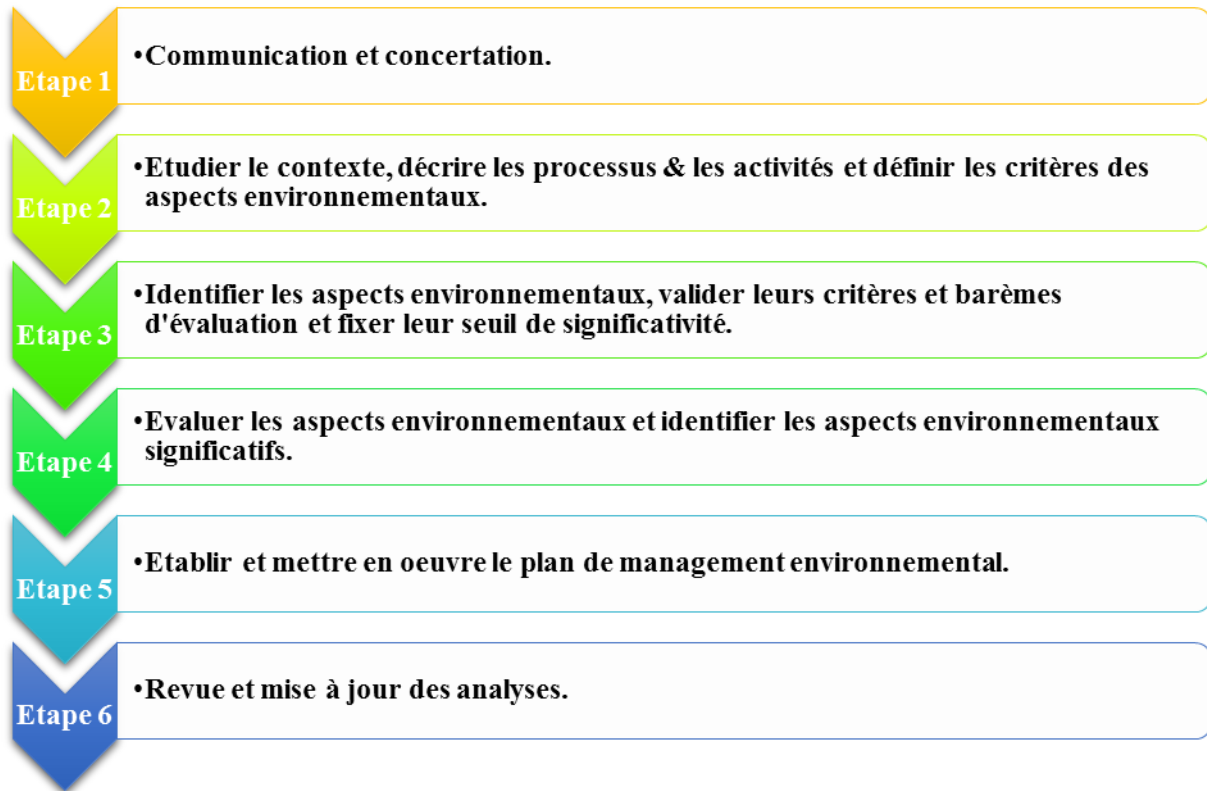 Etape 1
•Communication et concertation.
Etape 2
•Etudier le contexte, décrire les processus & les activités et définir les critères des
aspects environnementaux.
Etape 3
•Identifier les aspects environnementaux, valider leurs critères et barèmes
d'évaluation et fixer leur seuil de significativité.
Etape 4
•Evaluer les aspects environnementaux et identifier les aspects environnementaux
significatifs.
Etape 5
•Etablir et mettre en oeuvre le plan de management environnemental.
Etape 6
•Revue et mise à jour des analyses.